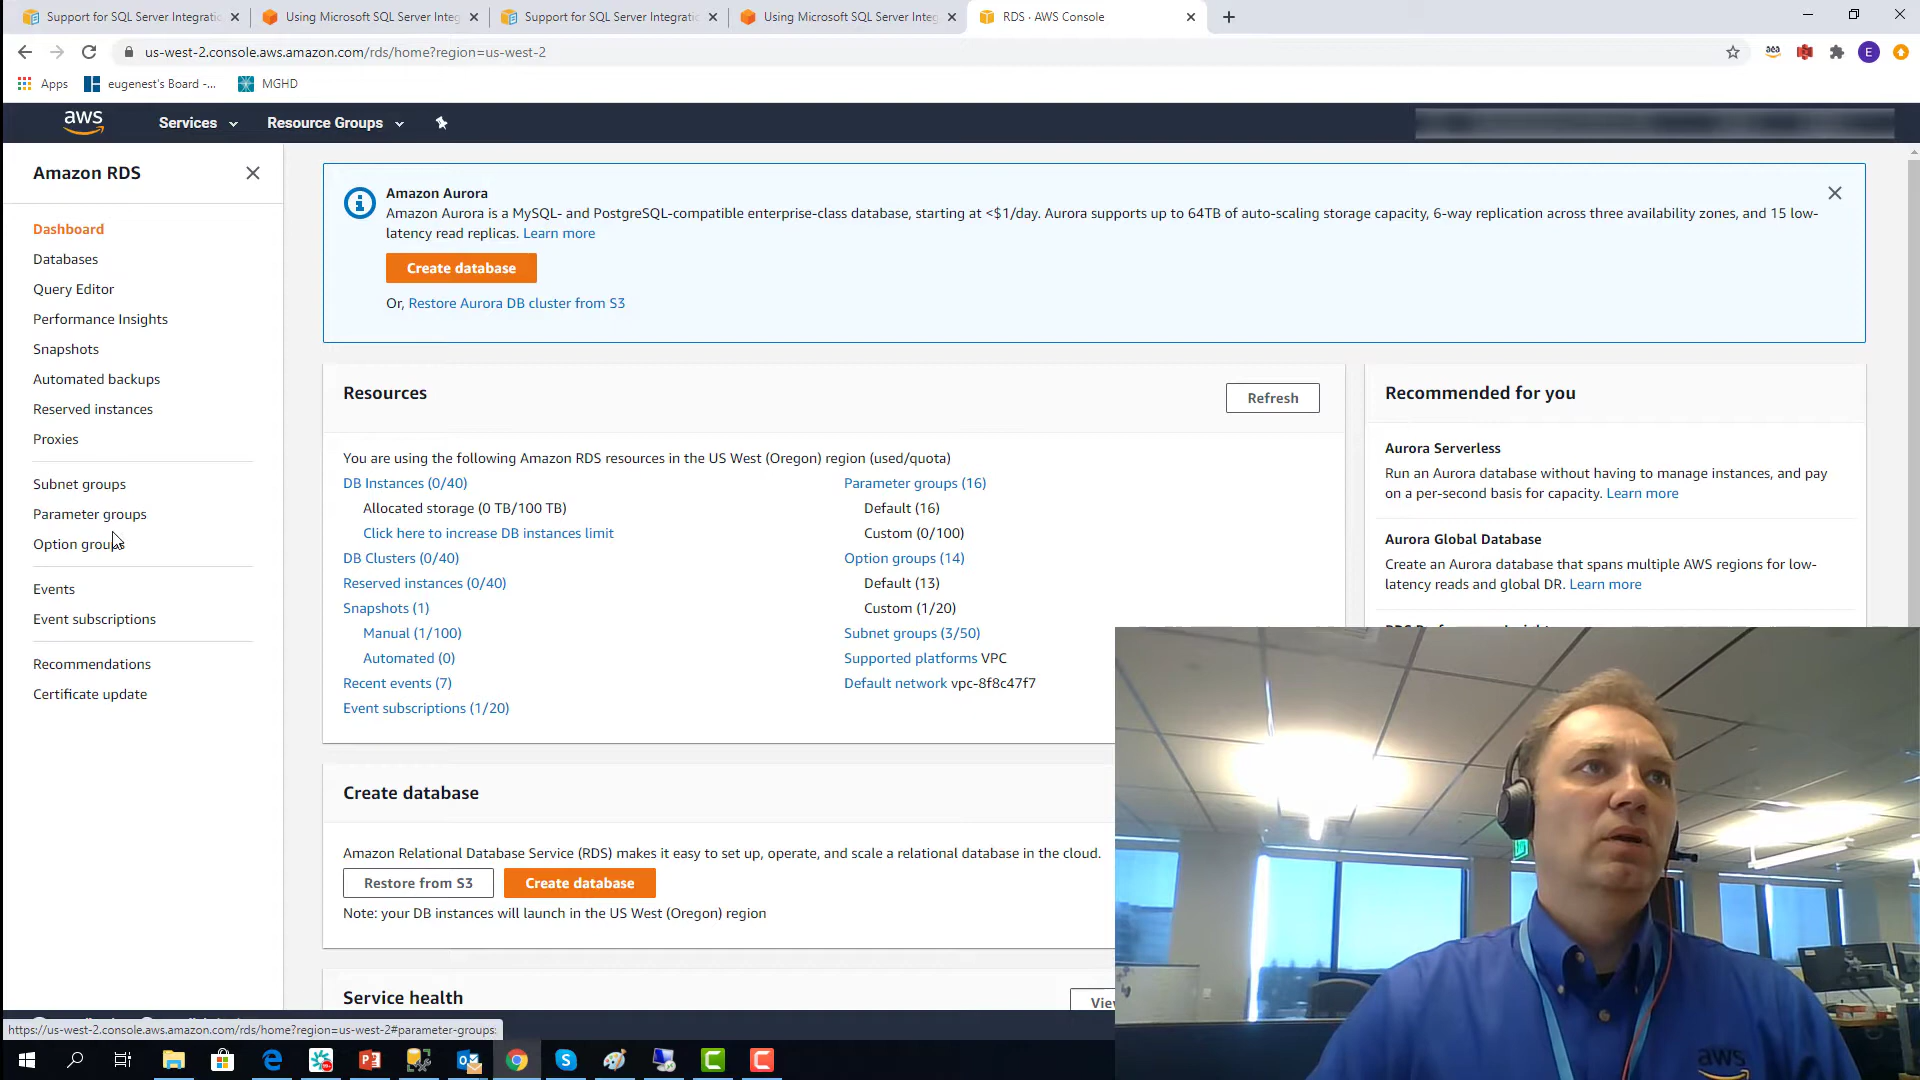 Support for SQL Server Integratio
Using Microsoft SQL Server Integ
Support for SQL Server Integratio
Using Microsoft SQL Server Integ
RDS · AWS Console
us-west-2.console.aws.amazon.com/rds/home?region=us-west-2
Apps
eugenest's Board -...
MGHD
aws
Services
Resource Groups
Amazon RDS
Dashboard
Databases
Query Editor
Performance Insights
Snapshots
Automated backups
Reserved instances
Proxies
Subnet groups
Parameter groups
Option groups
Events
Event subscriptions
Recommendations
Certificate update
Amazon Aurora
Amazon Aurora is a MySQL- and PostgreSQL-compatible enterprise-class database, starting at <$1/day. Aurora supports up to 64TB of auto-scaling storage capacity, 6-way replication across three availability zones, and 15 low-
latency read replicas. Learn more
Create database
Or, Restore Aurora DB cluster from S3
Resources
Refresh
You are using the following Amazon RDS resources in the US West (Oregon) region (used/quota)
DB Instances (0/40)
Allocated storage (0 TB/100 TB)
Click here to increase DB instances limit
DB Clusters (0/40)
Reserved instances (0/40)
Snapshots (1)
Manual (1/100)
Automated (0)
Recent events (7)
Event subscriptions (1/20)
Parameter groups (16)
Default (16)
Custom (0/100)
Option groups (14)
Default (13)
Custom (1/20)
Subnet groups (3/50)
Supported platforms VPC
Default network vpc-8f8c47f7
Recommended for you
Aurora Serverless
Run an Aurora database without having to manage instances, and pay
on a per-second basis for capacity. Learn more
Aurora Global Database
Create an Aurora database that spans multiple AWS regions for low-
latency reads and global DR. Learn more
Create database
Amazon Relational Database Service (RDS) makes it easy to set up, operate, and scale a relational database in the cloud.
Restore from S3
Create database
Note: your DB instances will launch in the US West (Oregon) region
Service health
https://us-west-2.console.aws.amazon.com/rds/home?region=us-west-2#parameter-groups:
aws